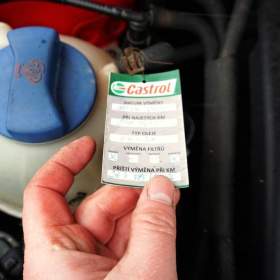 Castrol
DATUM VÝMĚNY
PŘI NAJETÝCH KM
TYP OLEJE
VÝMĚNA FILTRŮ
PŘÍŠTÍ VÝMĚNA PŘI KM